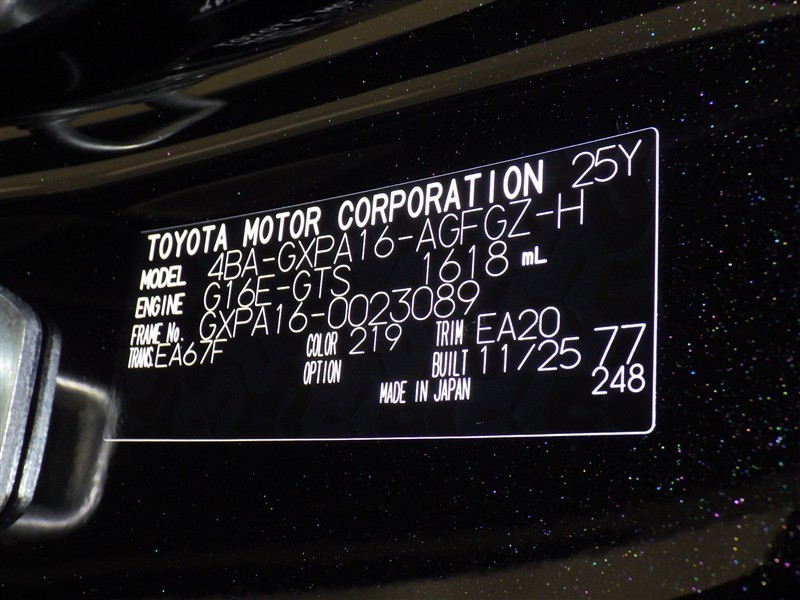 TOYOTA MOTOR CORPORATION 25Y
MODEL 4BA-GXPA16-AGFGZ-H
ENGINE G16E-GTS 1618 mL
FRAME No. GXPA16-0023089
COLOR 219 TRIM EA20 77
TRANS. EA67F
OPTION BUILT 11/25 248
MADE IN JAPAN